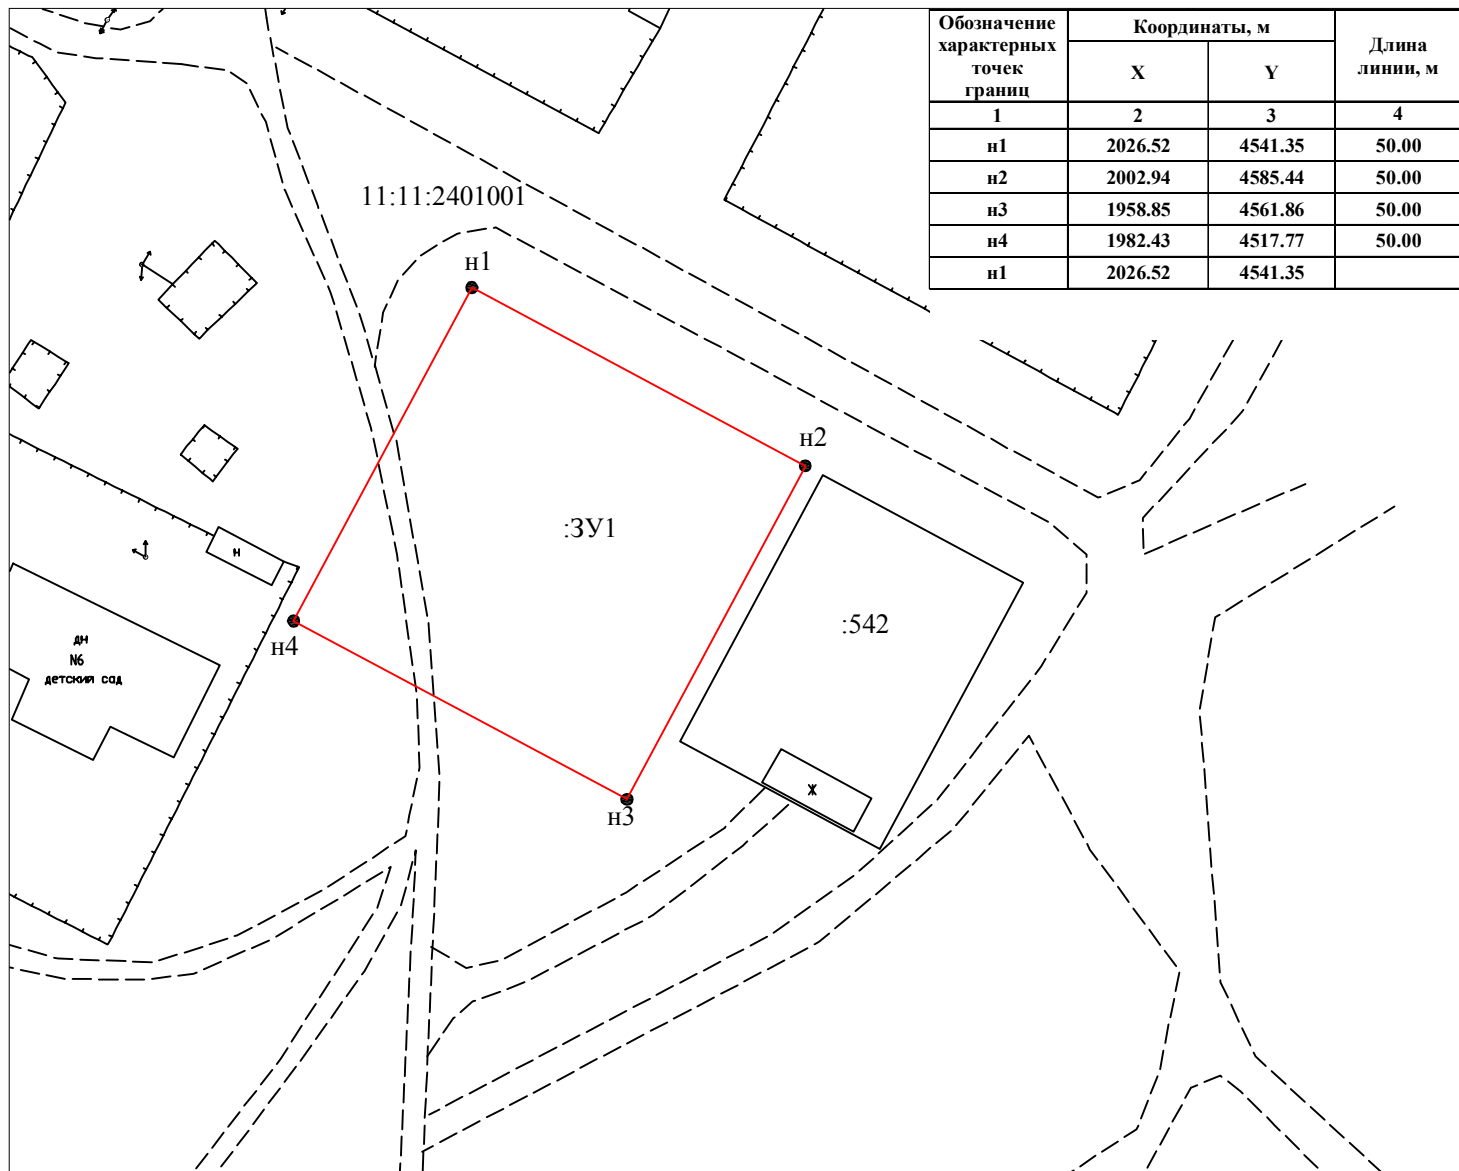 Обозначение характерных точек границ
Координаты, м
Длина линии, м
X
Y
1 2 3 4
н1 2026.52 4541.35 50.00
н2 2002.94 4585.44 50.00
н3 1958.85 4561.86 50.00
н4 1982.43 4517.77 50.00
н1 2026.52 4541.35
11:11:2401001
н1
н2
:ЗУ1
н
:542
н4
дн
№6
детский сад
Ж
н3